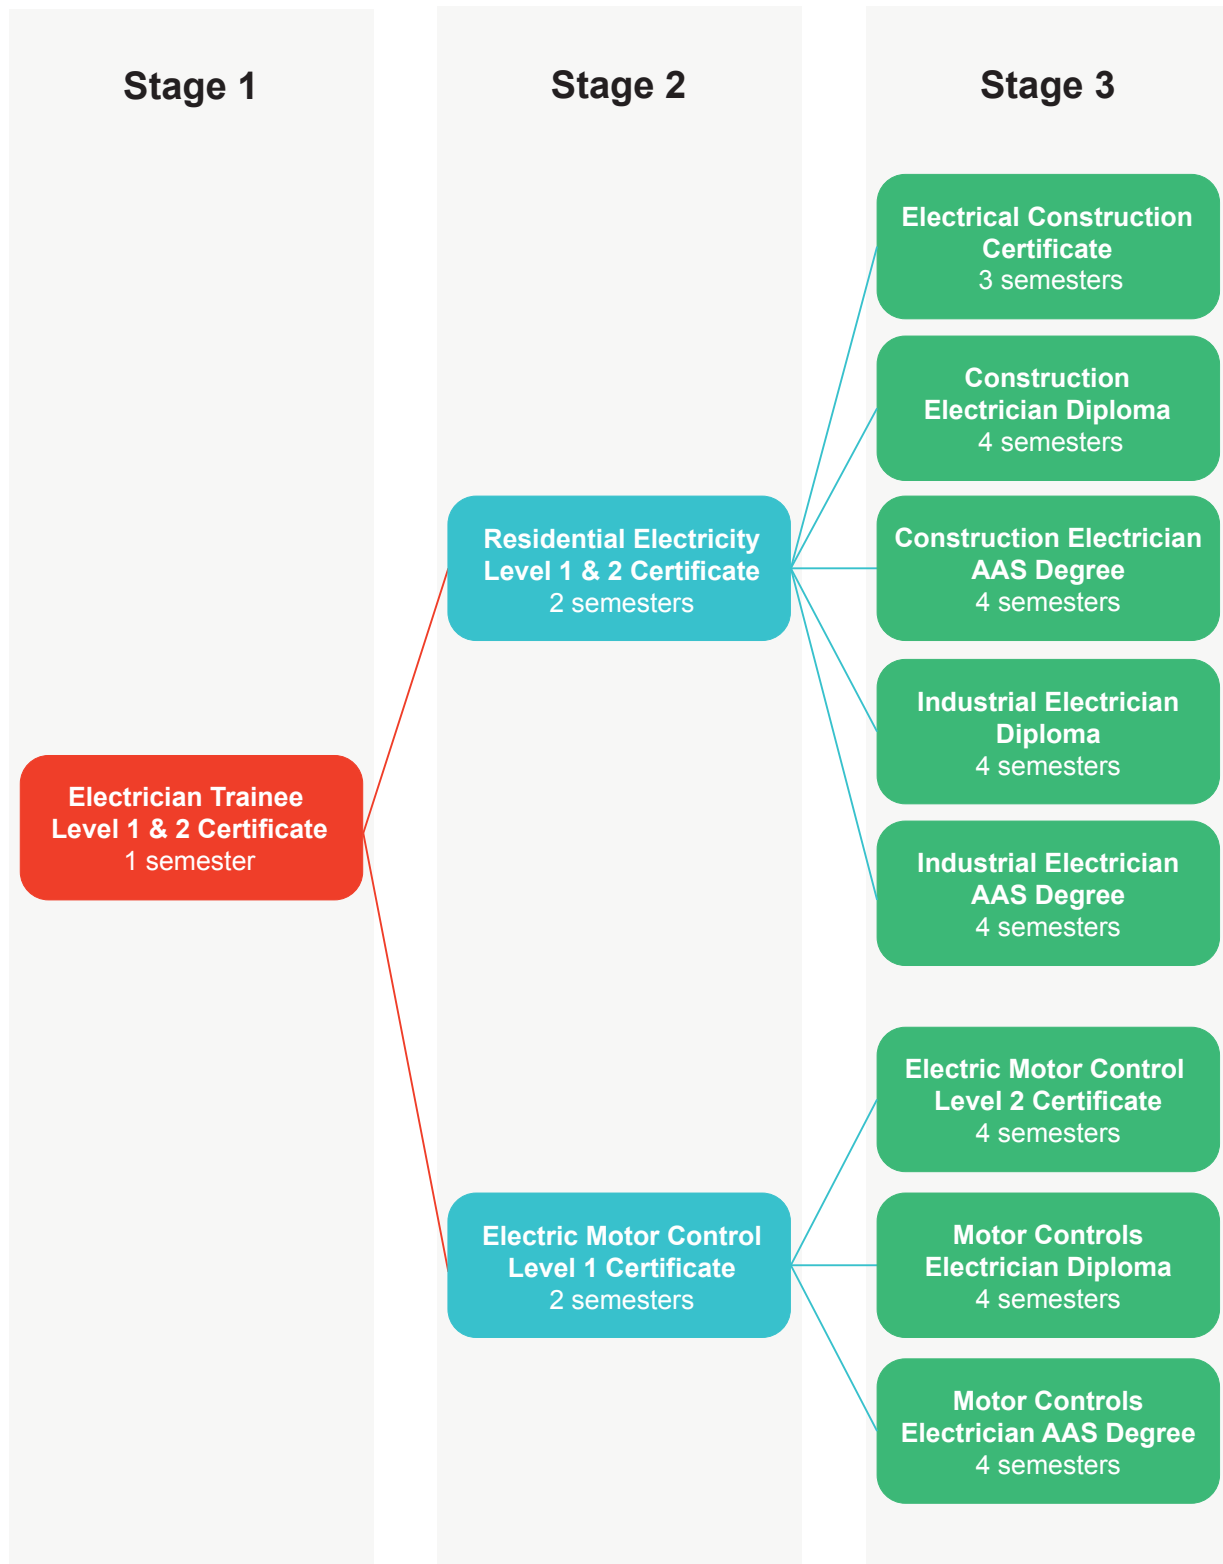 Stage 1
Stage 2
Stage 3
Electrician Trainee
Level 1 & 2 Certificate
1 semester
Residential Electricity
Level 1 & 2 Certificate
2 semesters
Electric Motor Control
Level 1 Certificate
2 semesters
Electrical Construction
Certificate
3 semesters
Construction
Electrician Diploma
4 semesters
Construction Electrician
AAS Degree
4 semesters
Industrial Electrician
Diploma
4 semesters
Industrial Electrician
AAS Degree
4 semesters
Electric Motor Control
Level 2 Certificate
4 semesters
Motor Controls
Electrician Diploma
4 semesters
Motor Controls
Electrician AAS Degree
4 semesters